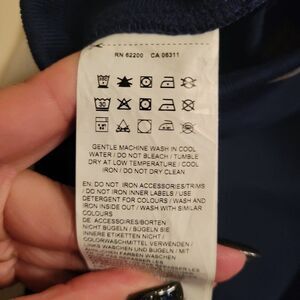 RN 62200 CA 06311
30
GENTLE MACHINE WASH IN COOL
WATER / DO NOT BLEACH / TUMBLE
DRY AT LOW TEMPERATURE / COOL
IRON / DO NOT DRY CLEAN
EN: DO NOT IRON ACCESSORIES/TRIMS
/ DO NOT IRON INNER LABELS / USE
DETERGENT FOR COLOURS / WASH AND
IRON INSIDE OUT / WASH WITH SIMILAR
COLOURS
DE: ACCESSOIRES/BORTEN
NICHT BÜGELN / BÜGELN SIE
INNERE ETIKETTEN NICHT /
COLORWASCHMITTEL VERWENDEN /
LINKS WASCHEN UND BÜGELN / MIT
FARBEN WASCHEN